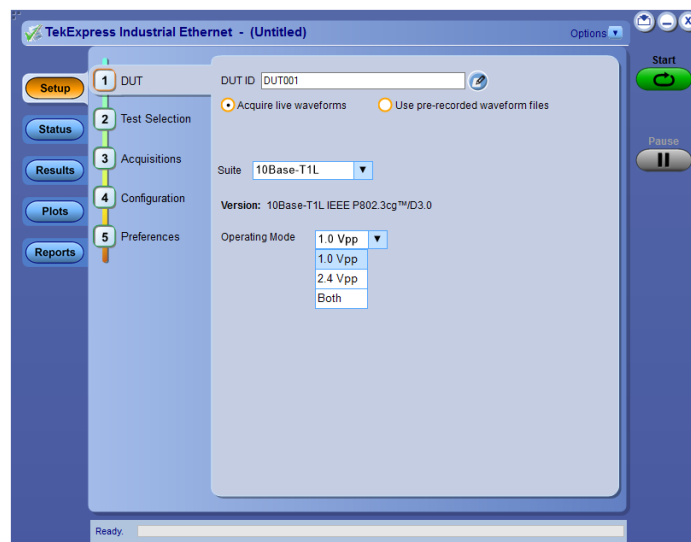 TekExpress Industrial Ethernet - (Untitled)
Options
Start
Pause
Setup
Status
Results
Plots
Reports
1 DUT
2 Test Selection
3 Acquisitions
4 Configuration
5 Preferences
DUT ID DUT001
Acquire live waveforms Use pre-recorded waveform files
Suite 10Base-T1L
Version: 10Base-T1L IEEE P802.3cg™/D3.0
Operating Mode 1.0 Vpp
1.0 Vpp
2.4 Vpp
Both
Ready.